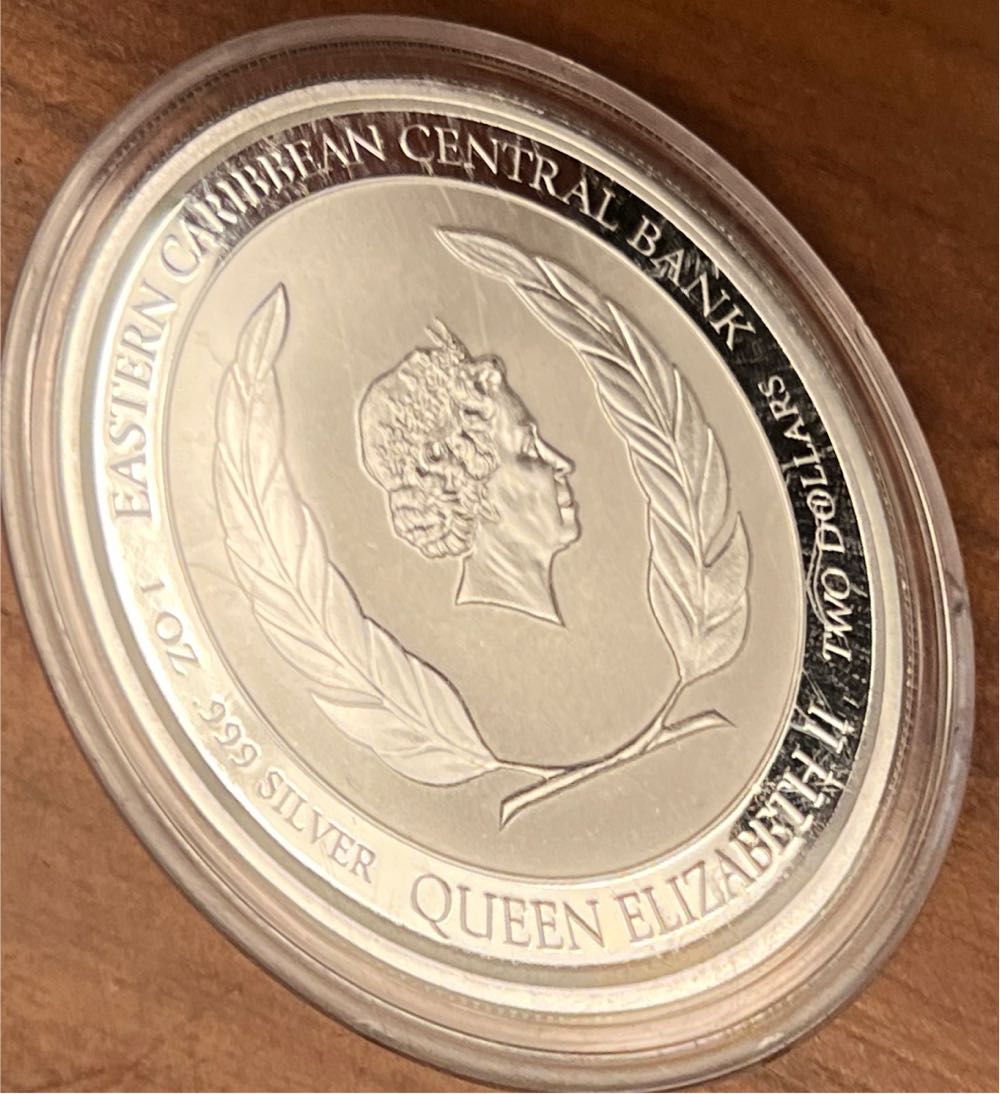 EASTERN CARIBBEAN CENTRAL BANK
TWO DOLLARS
1 OZ .999 SILVER
QUEEN ELIZABETH II